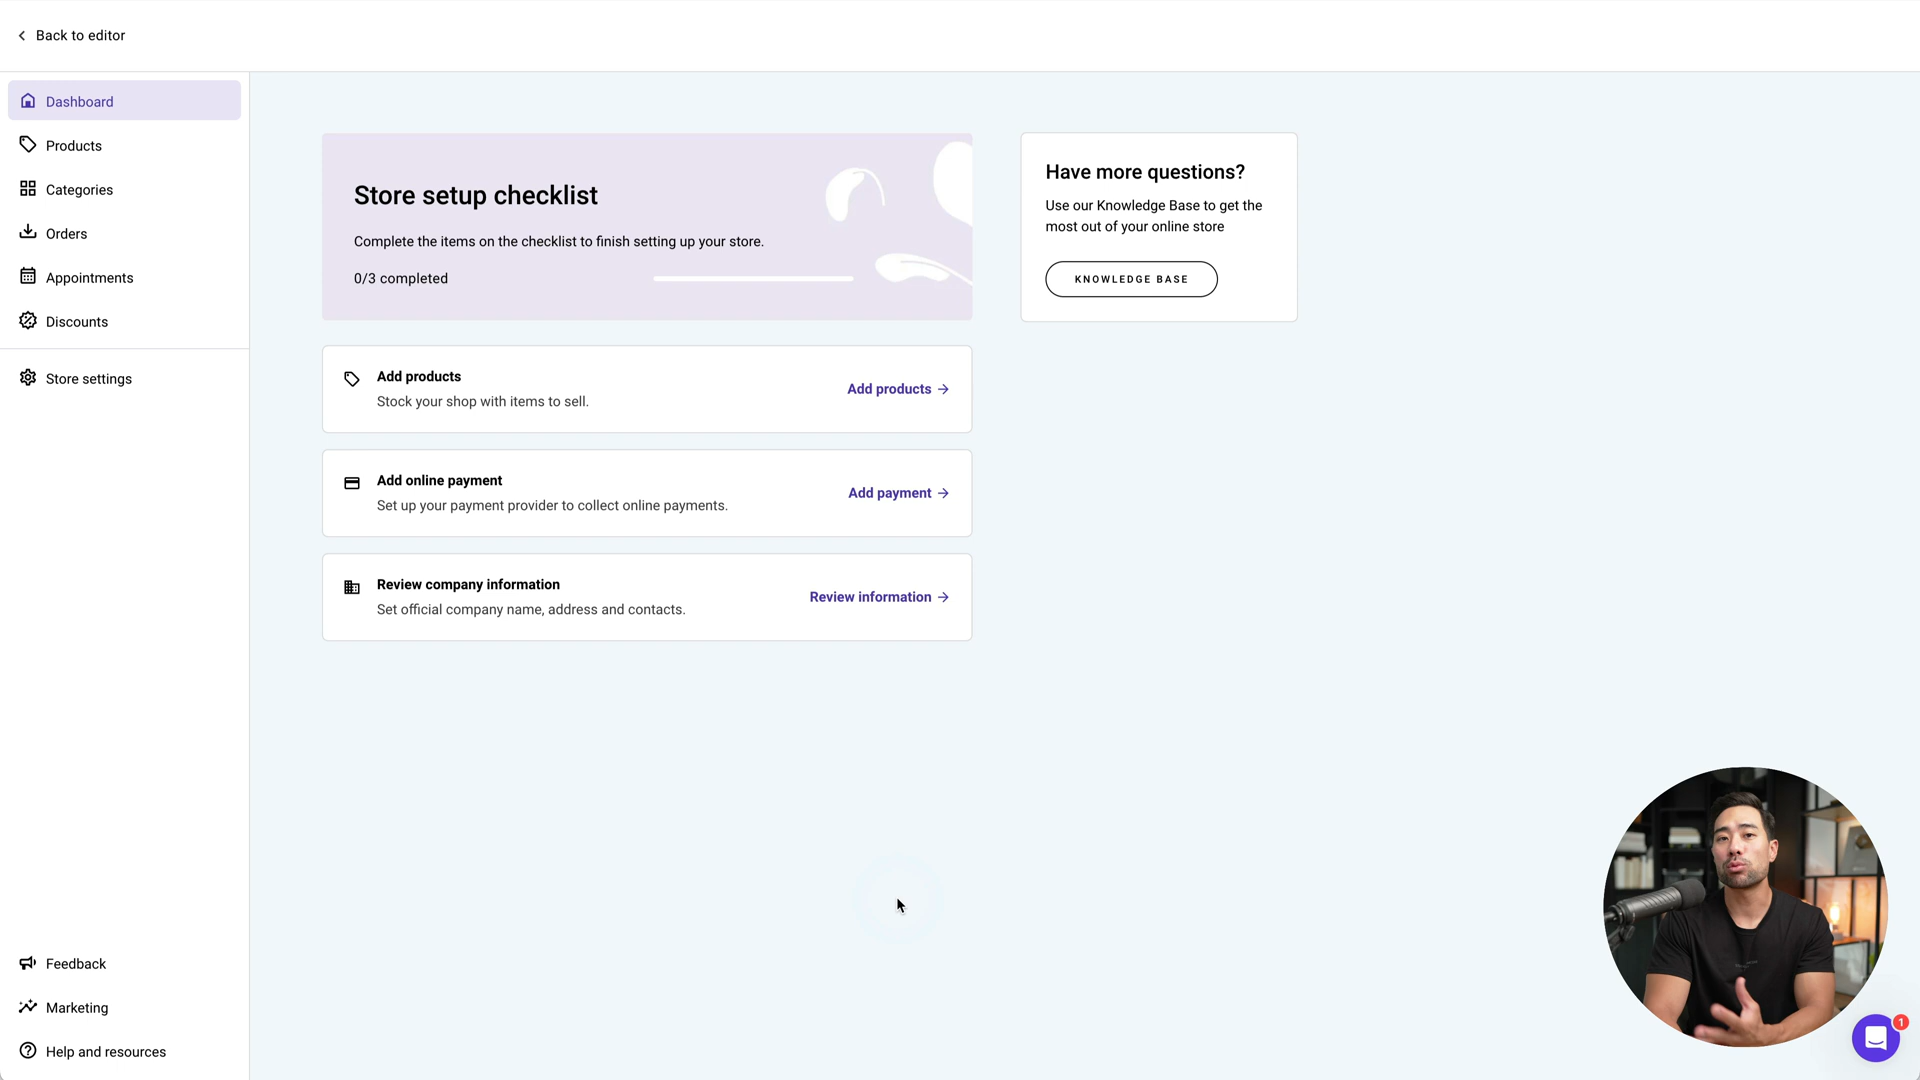 Back to editor
Dashboard
Products
Categories
Orders
Appointments
Discounts
Store settings
Feedback
Marketing
Help and resources
Store setup checklist
Complete the items on the checklist to finish setting up your store.
0/3 completed
Add products
Stock your shop with items to sell.
Add products
Add online payment
Set up your payment provider to collect online payments.
Add payment
Review company information
Set official company name, address and contacts.
Review information
Have more questions?
Use our Knowledge Base to get the
most out of your online store
KNOWLEDGE BASE
1